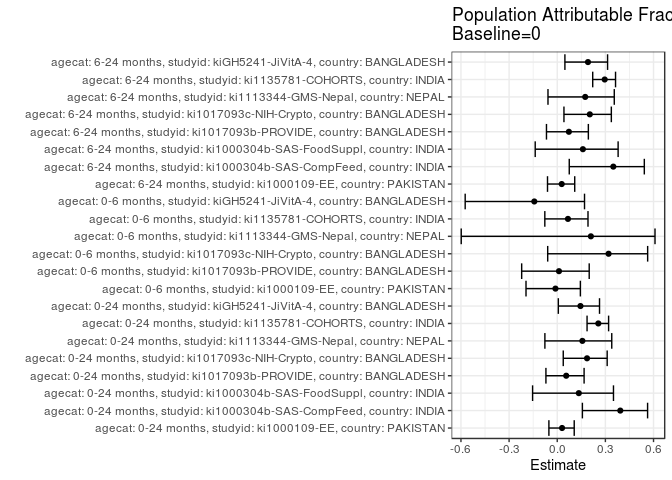 Population Attributable Frac
Baseline=0
agecat: 6-24 months, studyid: kiGH5241-JiVitA-4, country: BANGLADESH
agecat: 6-24 months, studyid: ki1135781-COHORTS, country: INDIA
agecat: 6-24 months, studyid: ki1113344-GMS-Nepal, country: NEPAL
agecat: 6-24 months, studyid: ki1017093c-NIH-Crypto, country: BANGLADESH
agecat: 6-24 months, studyid: ki1017093b-PROVIDE, country: BANGLADESH
agecat: 6-24 months, studyid: ki1000304b-SAS-FoodSuppl, country: INDIA
agecat: 6-24 months, studyid: ki1000304b-SAS-CompFeed, country: INDIA
agecat: 6-24 months, studyid: ki1000109-EE, country: PAKISTAN
agecat: 0-6 months, studyid: kiGH5241-JiVitA-4, country: BANGLADESH
agecat: 0-6 months, studyid: ki1135781-COHORTS, country: INDIA
agecat: 0-6 months, studyid: ki1113344-GMS-Nepal, country: NEPAL
agecat: 0-6 months, studyid: ki1017093c-NIH-Crypto, country: BANGLADESH
agecat: 0-6 months, studyid: ki1017093b-PROVIDE, country: BANGLADESH
agecat: 0-6 months, studyid: ki1000109-EE, country: PAKISTAN
agecat: 0-24 months, studyid: kiGH5241-JiVitA-4, country: BANGLADESH
agecat: 0-24 months, studyid: ki1135781-COHORTS, country: INDIA
agecat: 0-24 months, studyid: ki1113344-GMS-Nepal, country: NEPAL
agecat: 0-24 months, studyid: ki1017093c-NIH-Crypto, country: BANGLADESH
agecat: 0-24 months, studyid: ki1017093b-PROVIDE, country: BANGLADESH
agecat: 0-24 months, studyid: ki1000304b-SAS-FoodSuppl, country: INDIA
agecat: 0-24 months, studyid: ki1000304b-SAS-CompFeed, country: INDIA
agecat: 0-24 months, studyid: ki1000109-EE, country: PAKISTAN
-0.6 -0.3 0.0 0.3 0.6
Estimate